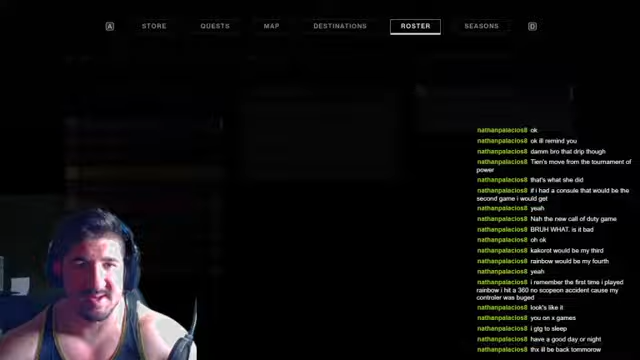 A STORE QUESTS MAP DESTINATIONS ROSTER SEASONS D
nathanpalacios8 ok
nathanpalacios8 ok ill remind you
nathanpalacios8 damm bro that drip though
nathanpalacios8 Tien's move from the tournament of
power
nathanpalacios8 that's what she did
nathanpalacios8 if i had a consule that would be the
second game i would get
nathanpalacios8 yeah
nathanpalacios8 Nah the new call of duty game
nathanpalacios8 BRUH WHAT. is it bad
nathanpalacios8 oh ok
nathanpalacios8 kakorot would be my third
nathanpalacios8 rainbow would be my fourth
nathanpalacios8 yeah
nathanpalacios8 i remember the first time i played
rainbow i hit a 360 no scopeon accident cause my
controler was buged
nathanpalacios8 look's like it
nathanpalacios8 you on x games
nathanpalacios8 i gtg to sleep
nathanpalacios8 have a good day or night
nathanpalacios8 thx ill be back tommorow